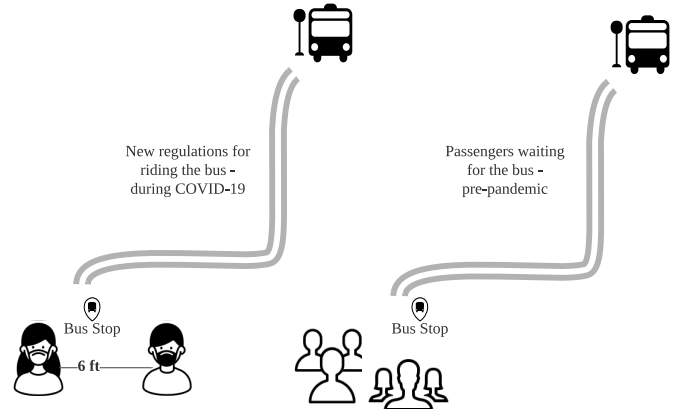 New regulations for
riding the bus -
during COVID-19
Passengers waiting
for the bus -
pre-pandemic
Bus Stop
6 ft
Bus Stop